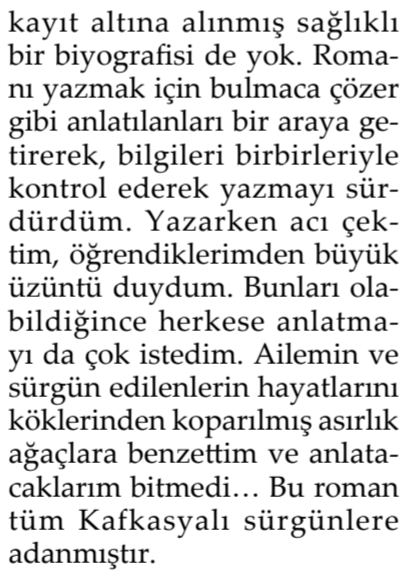 kayıt altına alınmış sağlıklı
bir biyografisi de yok. Roma-
nı yazmak için bulmaca çözer
gibi anlatılanları bir araya ge-
tirerek, bilgileri birbirleriyle
kontrol ederek yazmayı sür-
dürdüm. Yazarken acı çek-
tim, öğrendiklerimden büyük
üzüntü duydum. Bunları ola-
bildiğince herkese anlatma-
yı da çok istedim. Ailemin ve
sürgün edilenlerin hayatlarını
köklerinden koparılmış asırlık
ağaçlara benzettim ve anlata-
caklarım bitmedi… Bu roman
tüm Kafkasyalı sürgünlere
adanmıştır.